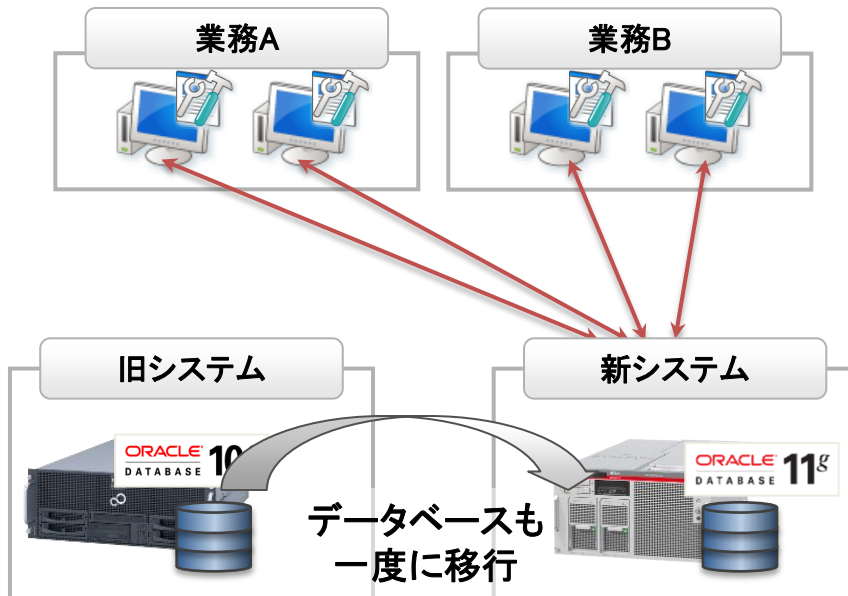 業務A
業務B
旧システム
新システム
ORACLE
DATABASE
10
ORACLE
DATABASE
11g
データベースも
一度に移行